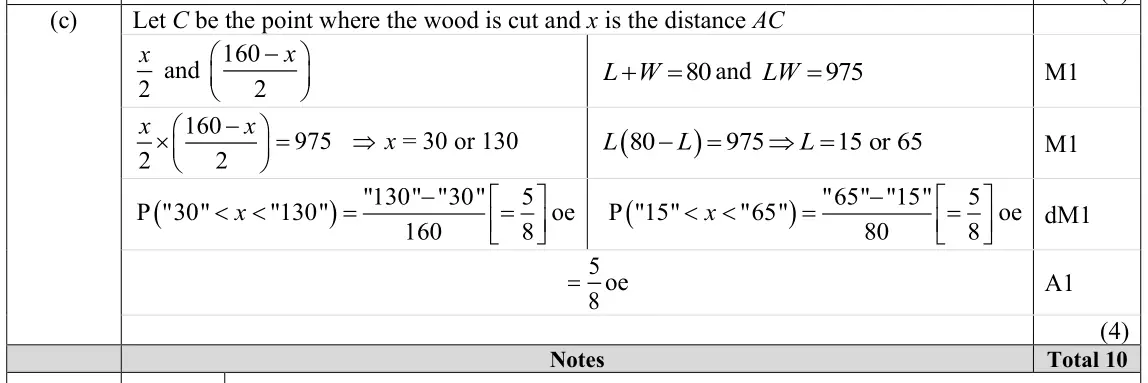 (c) Let C be the point where the wood is cut and x is the distance AC
x/2 and ((160 − x)/2) L + W = 80 and LW = 975 M1
x/2 × ((160 − x)/2) = 975 ⇒ x = 30 or 130 L(80 − L) = 975 ⇒ L = 15 or 65 M1
P("30" < x < "130") = ("130" − "30")/160 [= 5/8] oe P("15" < x < "65") = ("65" − "15")/80 [= 5/8] oe dM1
= 5/8 oe A1
(4)
Notes Total 10